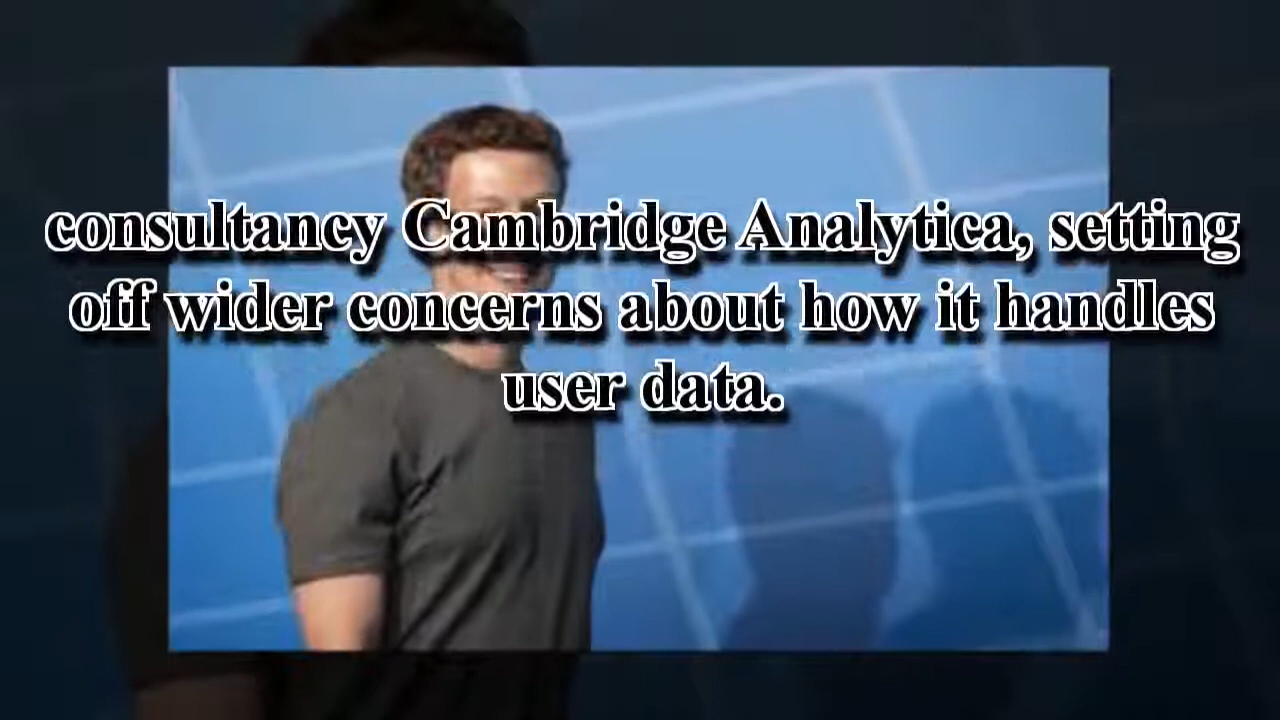 consultancy Cambridge Analytica, setting
off wider concerns about how it handles
user data.